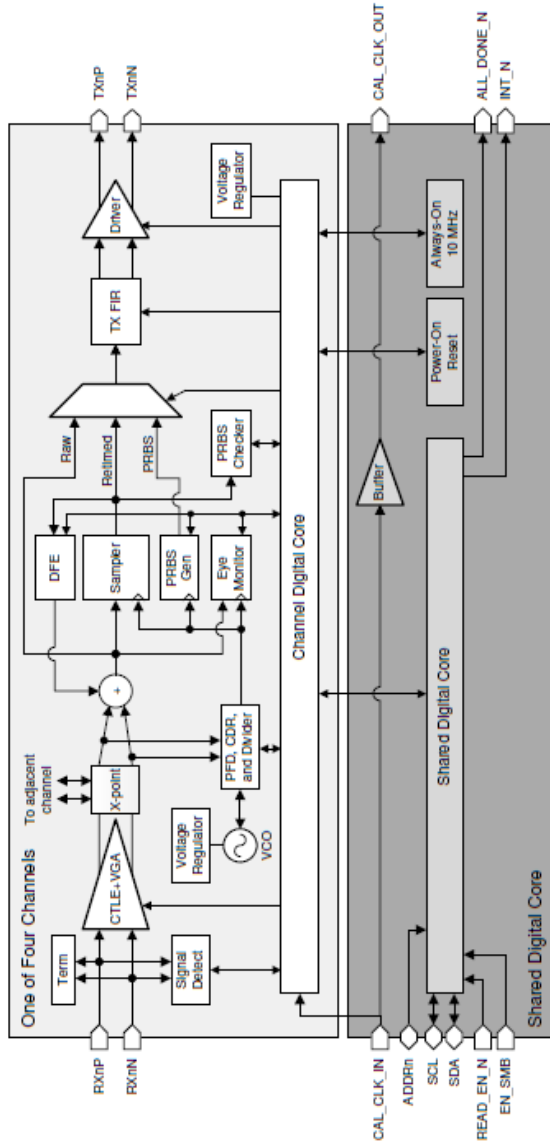 One of Four Channels
RXnP
RXnN
Term
Signal
Detect
CTLE+VGA
To adjacent
channel
X-point
Voltage
Regulator
VCO
PFD, CDR,
and Divider
+
DFE
Sampler
PRBS
Gen
Eye
Monitor
Raw
Retimed
PRBS
PRBS
Checker
TX FIR
Driver
Voltage
Regulator
TXnP
TXnN
Channel Digital Core
CAL_CLK_IN
ADDRn
SCL
SDA
READ_EN_N
EN_SMB
Buffer
Shared Digital Core
Power-On
Reset
Always-On
10 MHz
CAL_CLK_OUT
ALL_DONE_N
INT_N
Shared Digital Core